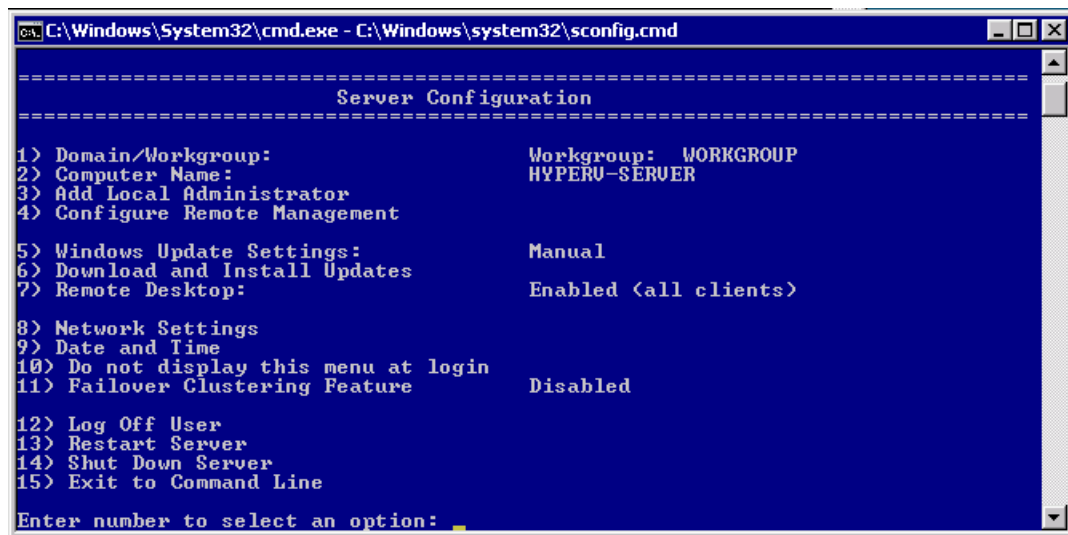 C:\Windows\System32\cmd.exe - C:\Windows\system32\sconfig.cmd
===============================================================================
Server Configuration
===============================================================================
1) Domain/Workgroup: Workgroup: WORKGROUP
2) Computer Name: HYPERV-SERVER
3) Add Local Administrator
4) Configure Remote Management
5) Windows Update Settings: Manual
6) Download and Install Updates
7) Remote Desktop: Enabled (all clients)
8) Network Settings
9) Date and Time
10) Do not display this menu at login
11) Failover Clustering Feature Disabled
12) Log Off User
13) Restart Server
14) Shut Down Server
15) Exit to Command Line
Enter number to select an option: _